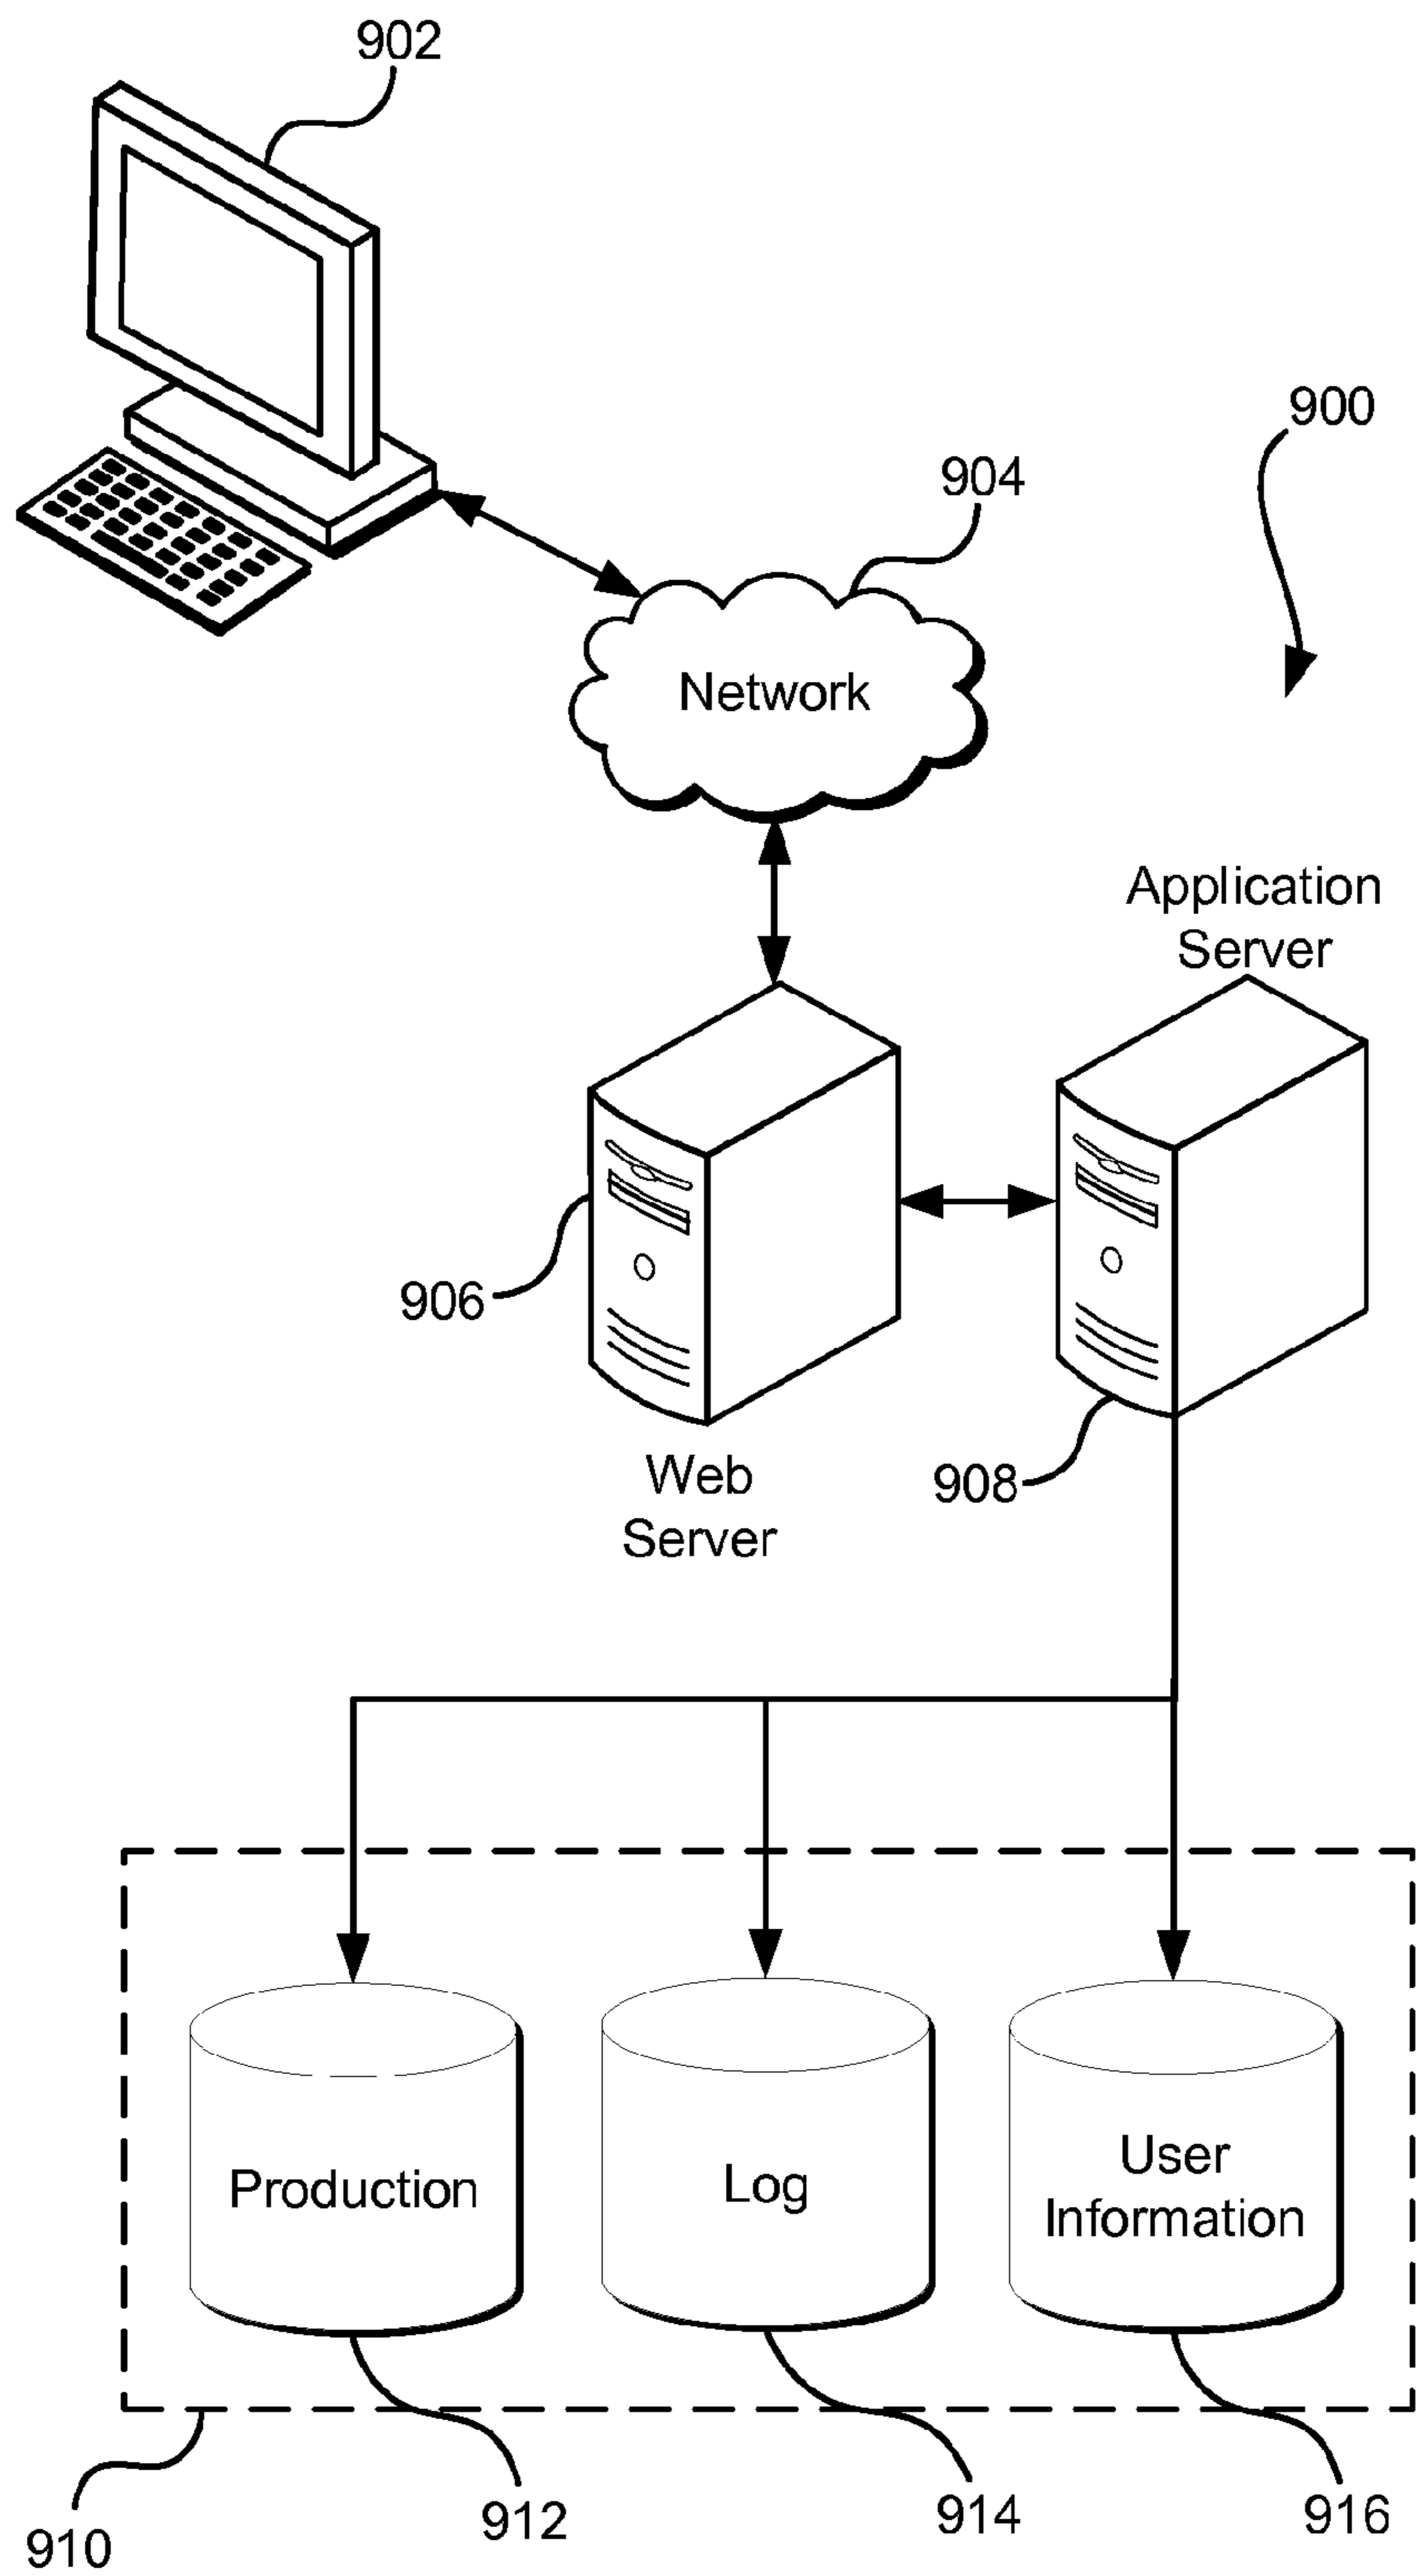 902
900
904
Network
Application
Server
906
908
Web
Server
Production
Log
User
Information
910
912
914
916